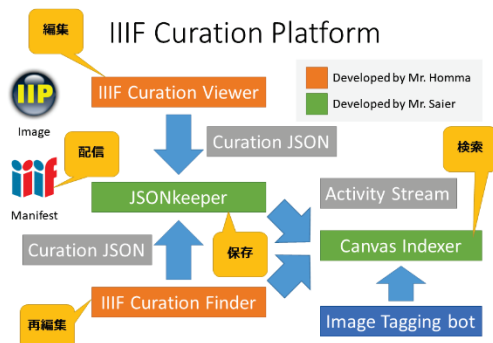 編集
IIIF Curation Platform
IIP
Image
IIIF Curation Viewer
Developed by Mr. Homma
Developed by Mr. Saier
検索
配信
Curation JSON
iiif
Manifest
JSONkeeper
Activity Stream
Curation JSON
保存
Canvas Indexer
再編集
IIIF Curation Finder
Image Tagging bot